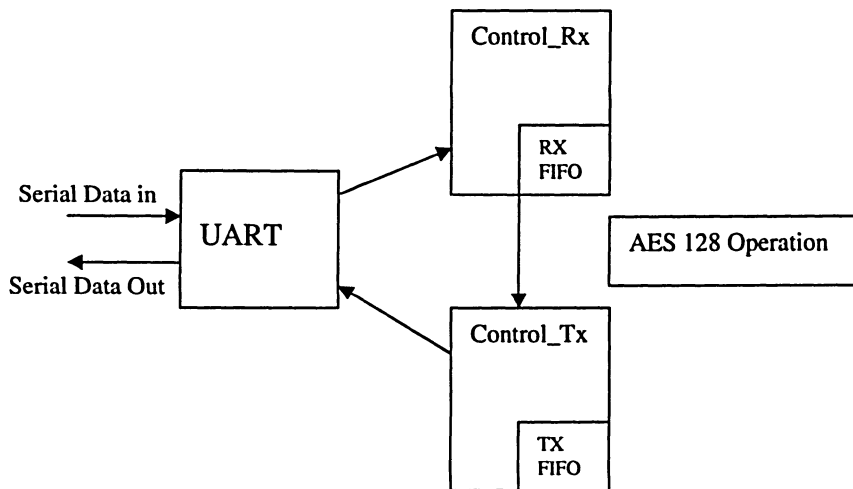 Control_Rx
RX
FIFO
Serial Data in
UART
AES 128 Operation
Serial Data Out
Control_Tx
TX
FIFO